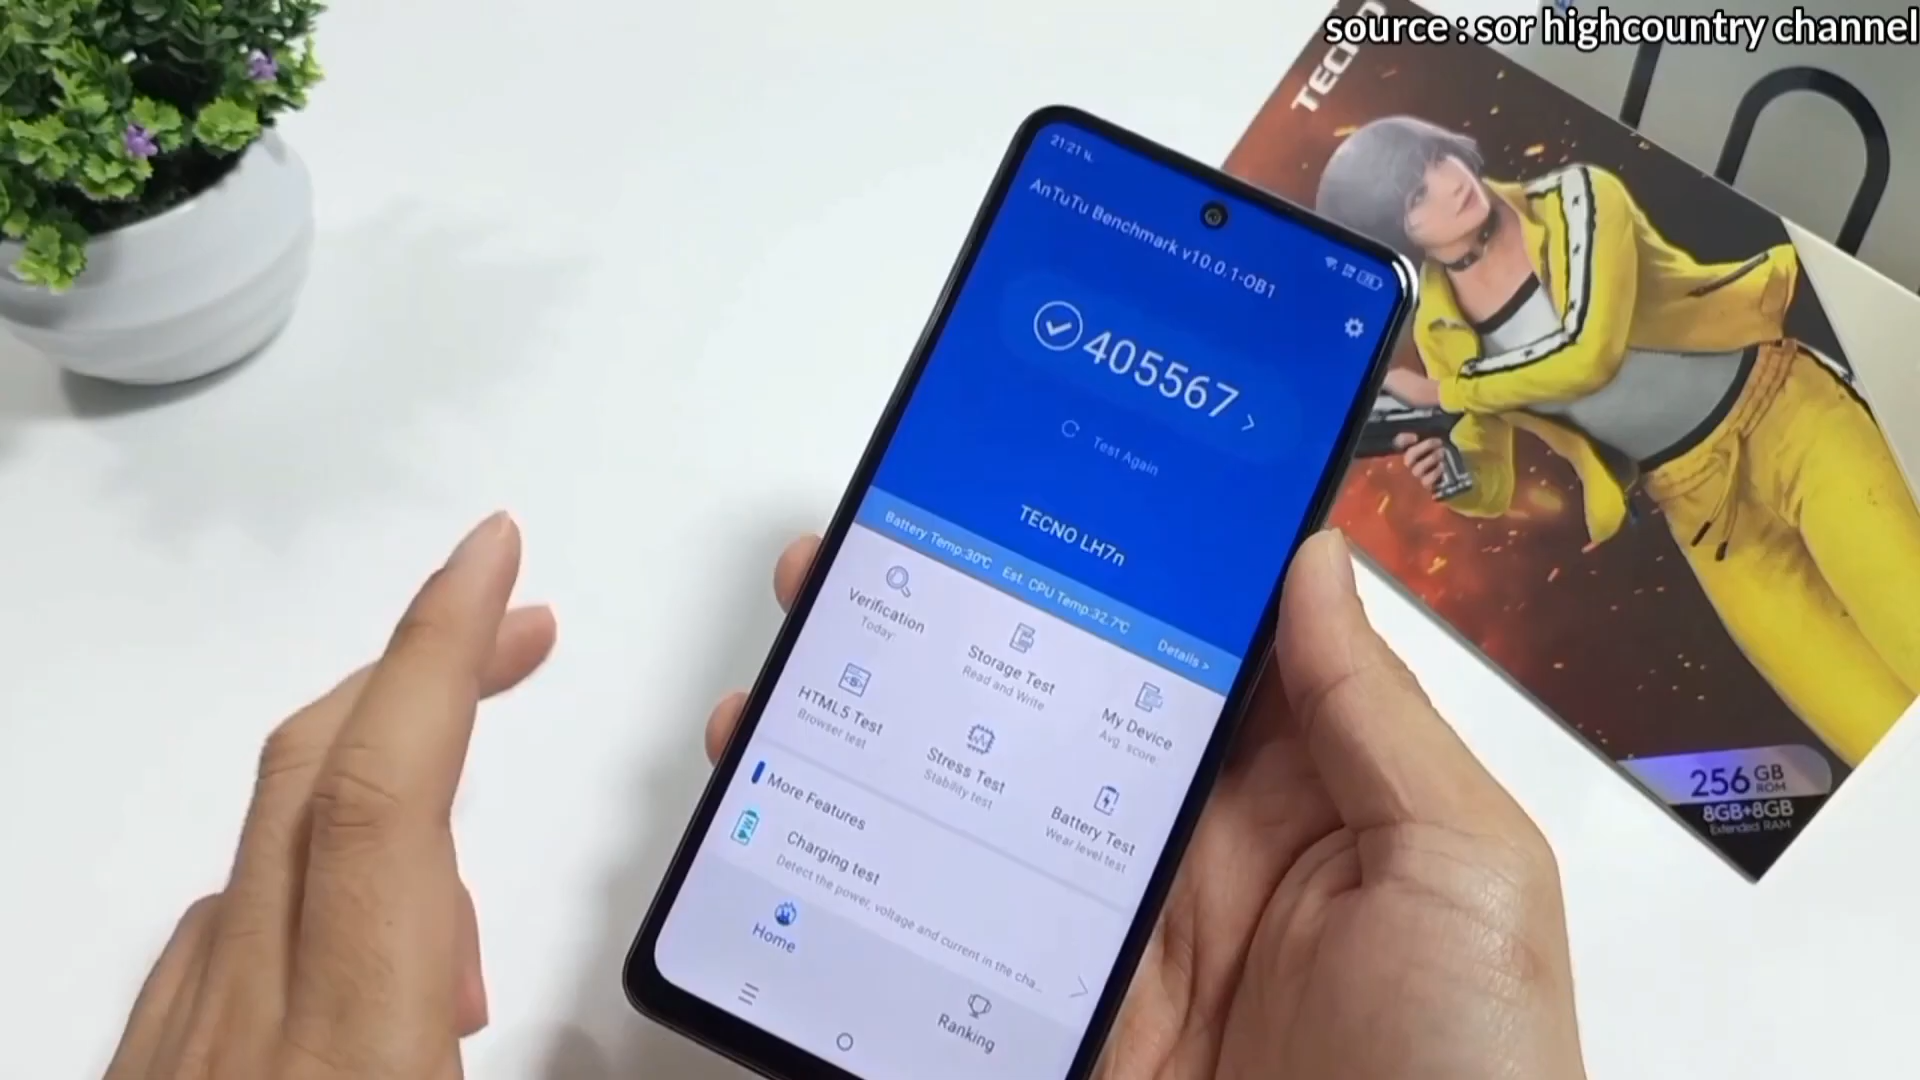 source : sor highcountry channel
TECNO
10
21:21
AnTuTu Benchmark v10.0.1-OB1
405567
Test Again
TECNO LH7n
Battery Temp:30℃ Est. CPU Temp:32.7℃ Details >
Verification
Today:
Storage Test
Read and Write
My Device
Avg. score:
HTML5 Test
Browser test
Stress Test
Stability test
Battery Test
Wear level test
More Features
Charging test
Detect the power, voltage and current in the cha...
Home
Ranking
256 GB
ROM
8GB+8GB
Extended RAM